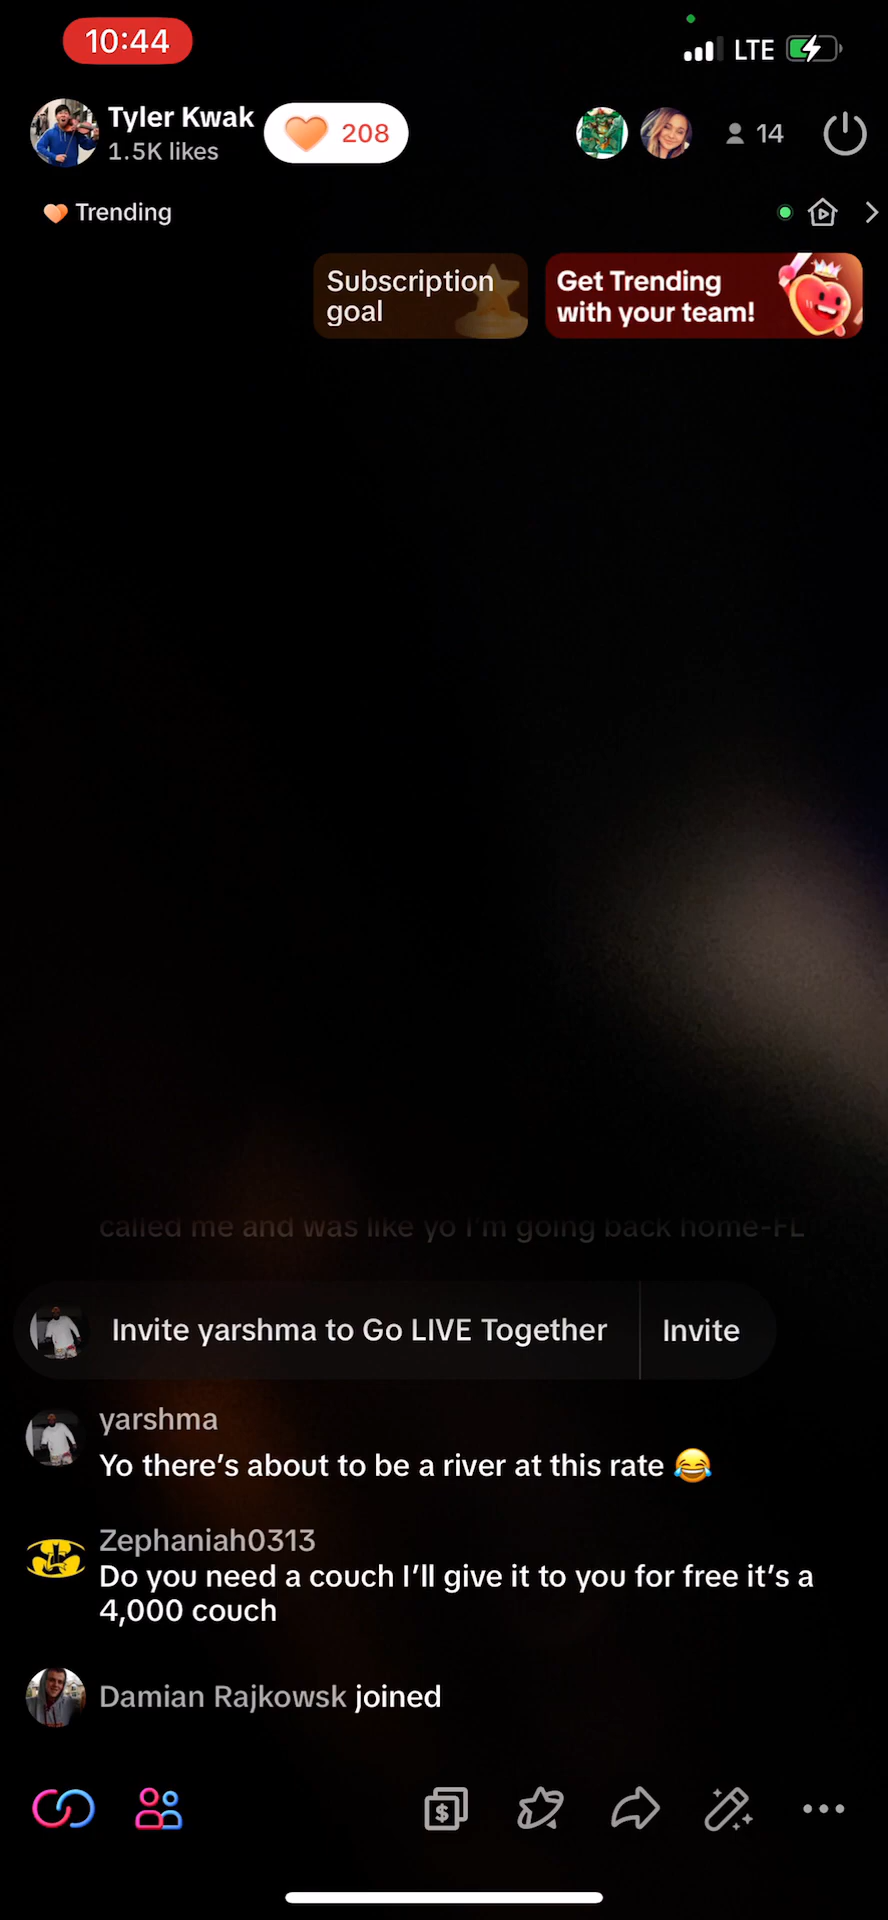 10:44
LTE
Tyler Kwak
1.5K likes
208
14
Trending
Subscription
goal
Get Trending
with your team!
called me and was like yo I'm going back home-FL
Invite yarshma to Go LIVE Together
Invite
yarshma
Yo there's about to be a river at this rate 😂
Zephaniah0313
Do you need a couch I'll give it to you for free it's a
4,000 couch
Damian Rajkowsk joined